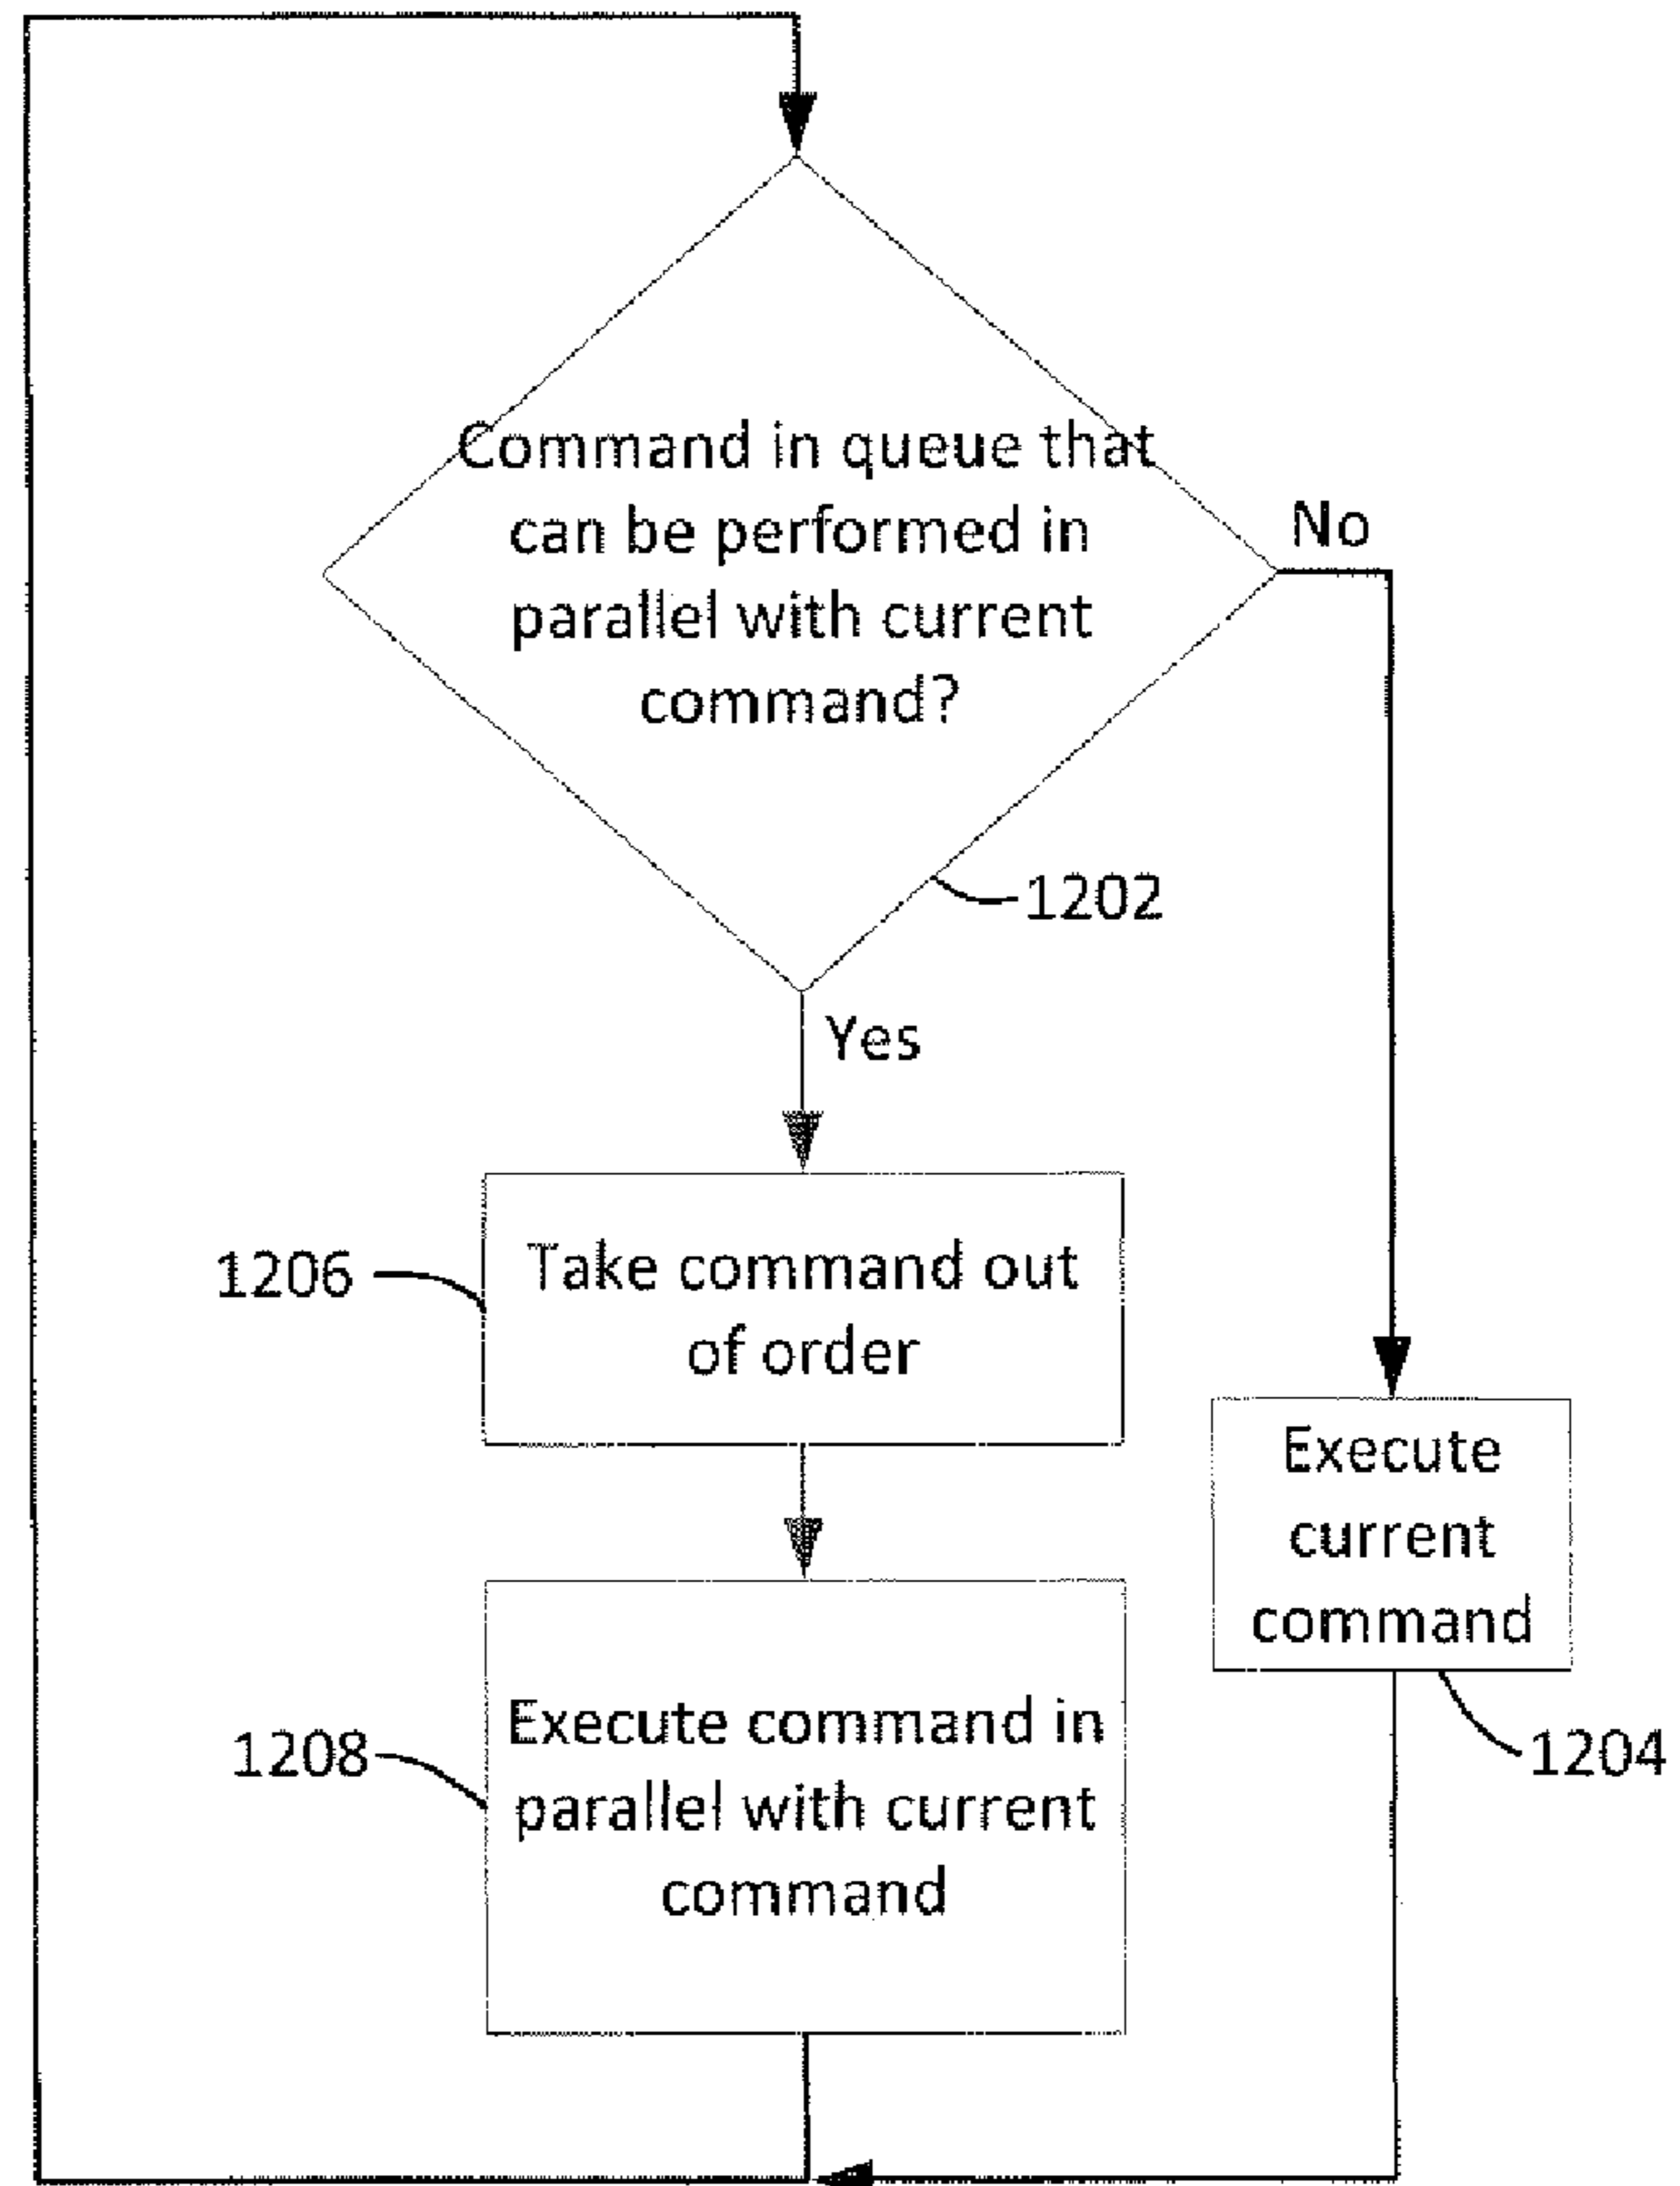 Command in queue that
can be performed in
parallel with current
command?
No
1202
Yes
1206
Take command out
of order
Execute
current
command
1204
1208
Execute command in
parallel with current
command